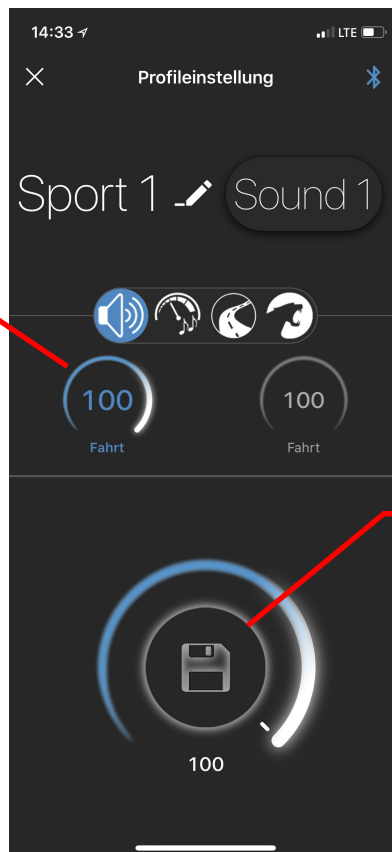 14:33 LTE
Profileinstellung
Sport 1 Sound 1
100 100
Fahrt Fahrt
100